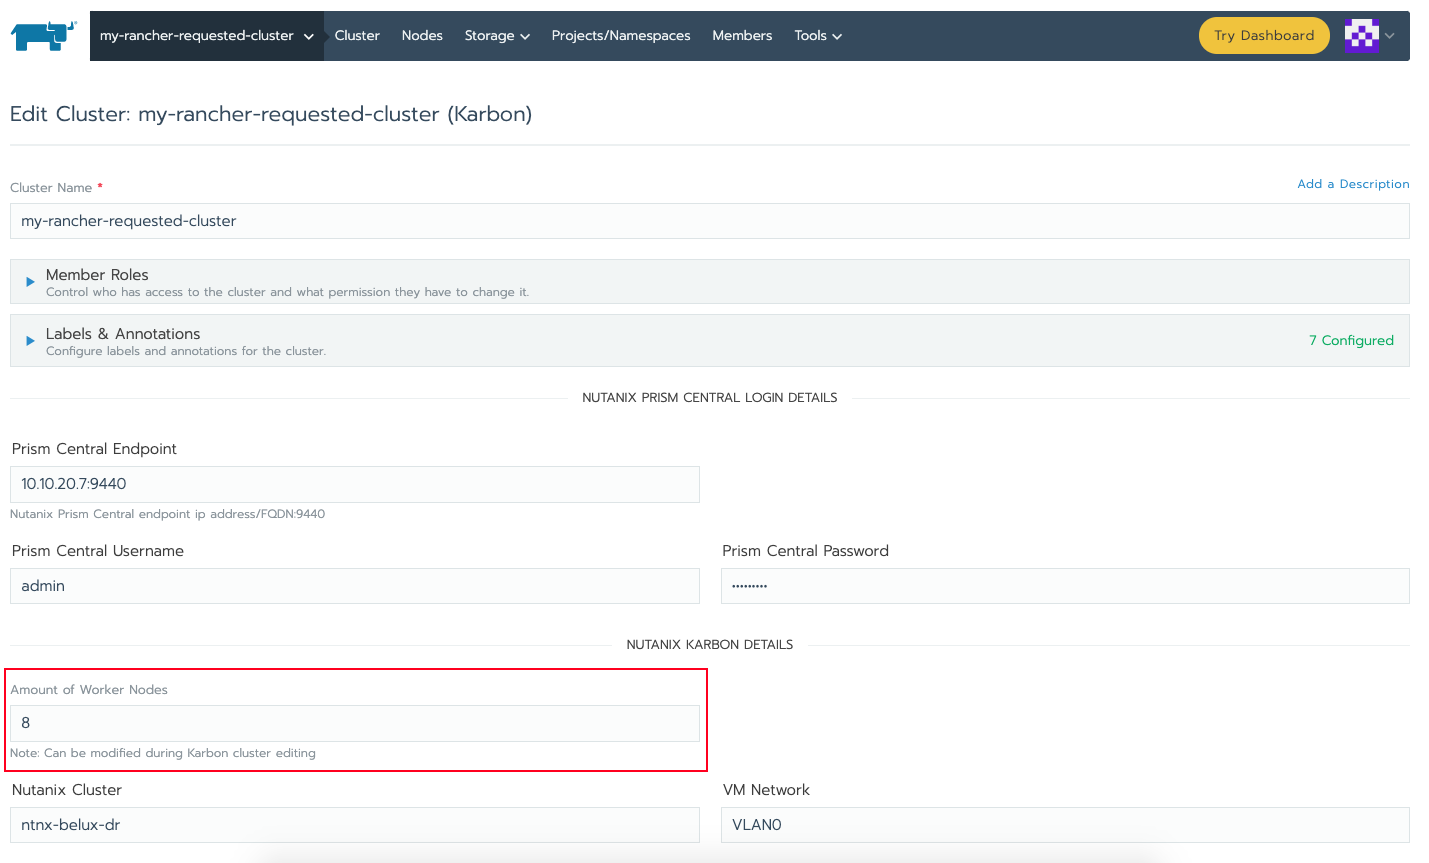 my-rancher-requested-cluster Cluster Nodes Storage Projects/Namespaces Members Tools Try Dashboard
Edit Cluster: my-rancher-requested-cluster (Karbon)
Cluster Name *
Add a Description
my-rancher-requested-cluster
Member Roles
Control who has access to the cluster and what permission they have to change it.
Labels & Annotations
Configure labels and annotations for the cluster.
7 Configured
NUTANIX PRISM CENTRAL LOGIN DETAILS
Prism Central Endpoint
10.10.20.7:9440
Nutanix Prism Central endpoint ip address/FQDN:9440
Prism Central Username
Prism Central Password
admin
•••••••••
NUTANIX KARBON DETAILS
Amount of Worker Nodes
8
Note: Can be modified during Karbon cluster editing
Nutanix Cluster
VM Network
ntnx-belux-dr
VLAN0